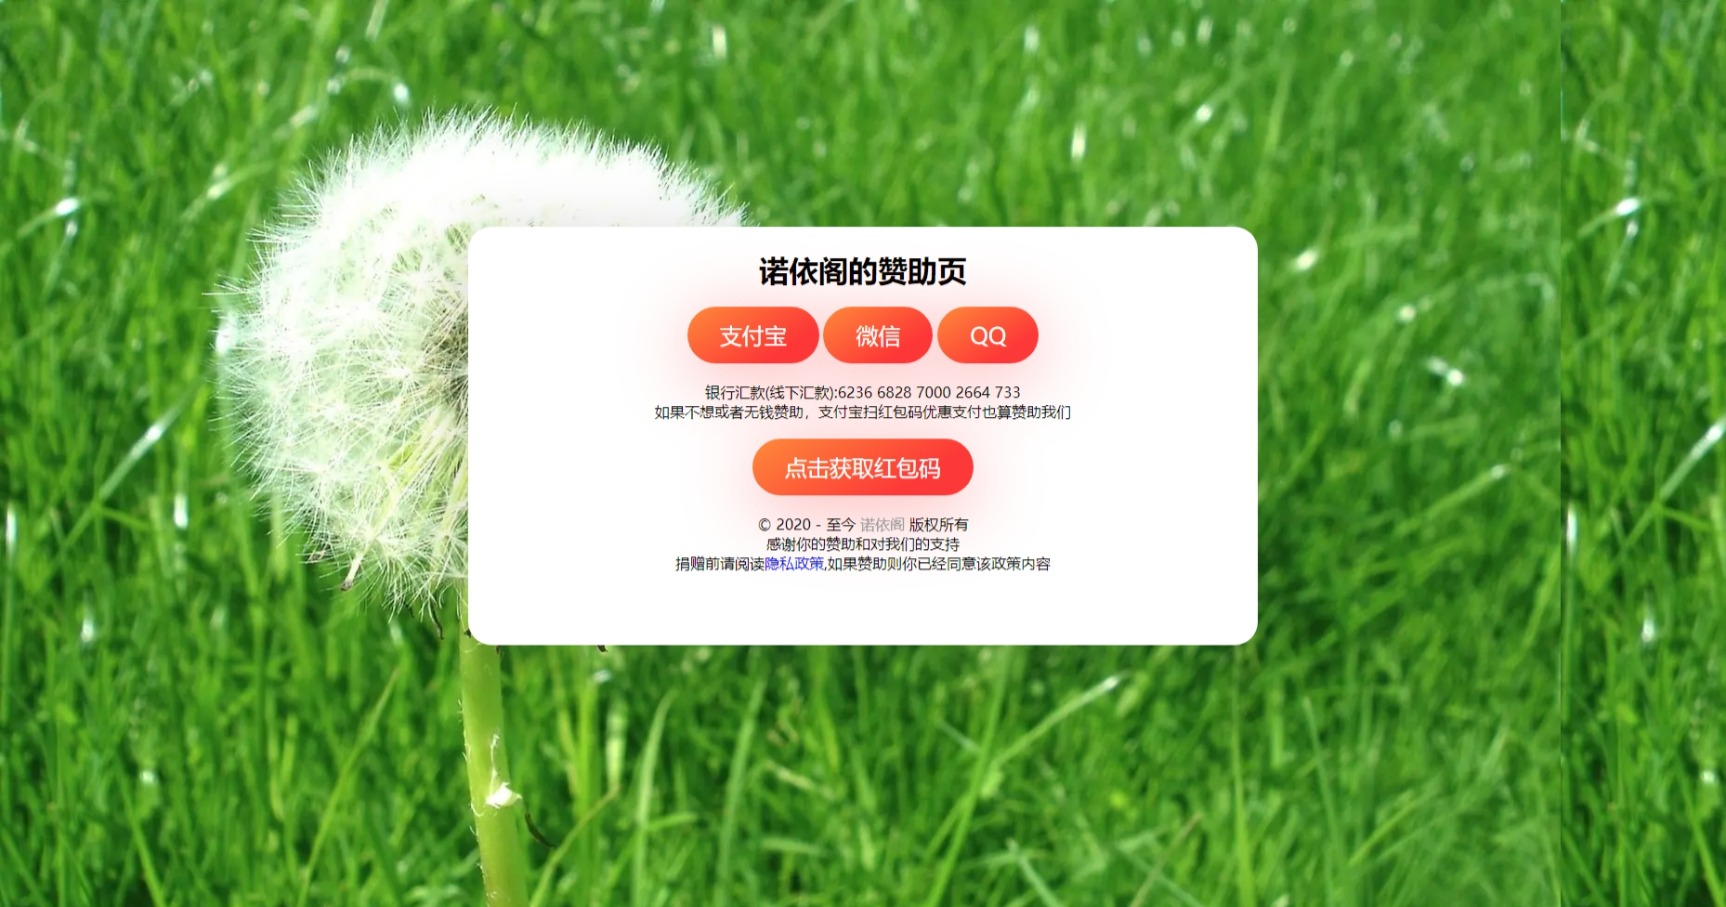 诺依阁的赞助页
支付宝 微信 QQ
银行汇款(线下汇款):6236 6828 7000 2664 733
如果不想或者无钱赞助，支付宝扫红包码优惠支付也算赞助我们
点击获取红包码
© 2020 - 至今 诺依阁 版权所有
感谢你的赞助和对我们的支持
捐赠前请阅读隐私政策,如果赞助则你已经同意该政策内容